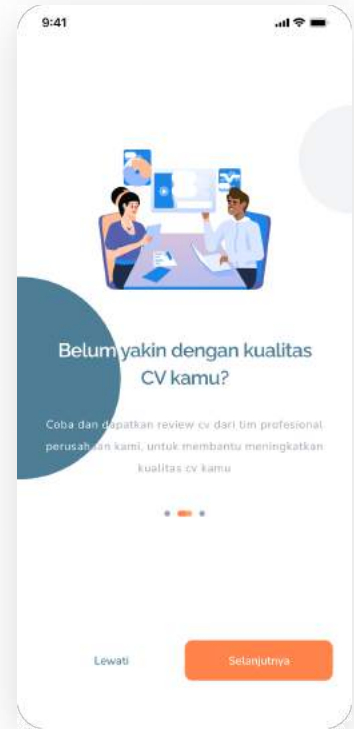 9:41
Belum yakin dengan kualitas
CV kamu?
Coba dan dapatkan review cv dari tim profesional
perusahaan kami, untuk membantu meningkatkan
kualitas cv kamu
Lewati
Selanjutnya